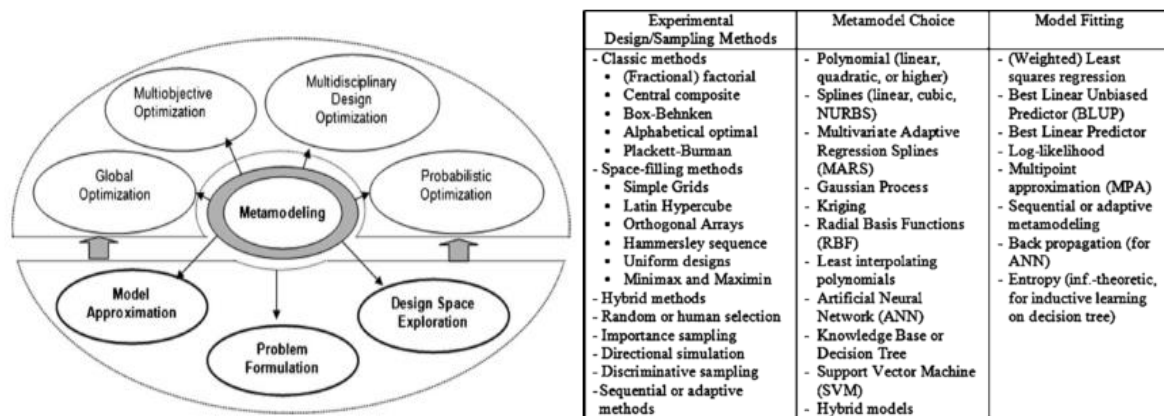 Multiobjective
Optimization
Multidisciplinary
Design
Optimization
Global
Optimization
Metamodeling
Probabilistic
Optimization
Model
Approximation
Problem
Formulation
Design Space
Exploration
Experimental
Design/Sampling Methods
- Classic methods
▪ (Fractional) factorial
▪ Central composite
▪ Box-Behnken
▪ Alphabetical optimal
▪ Plackett-Burman
- Space-filling methods
▪ Simple Grids
▪ Latin Hypercube
▪ Orthogonal Arrays
▪ Hammersley sequence
▪ Uniform designs
▪ Minimax and Maximin
- Hybrid methods
- Random or human selection
- Importance sampling
- Directional simulation
- Discriminative sampling
- Sequential or adaptive
methods
Metamodel Choice
- Polynomial (linear,
quadratic, or higher)
- Splines (linear, cubic,
NURBS)
- Multivariate Adaptive
Regression Splines
(MARS)
- Gaussian Process
- Kriging
- Radial Basis Functions
(RBF)
- Least interpolating
polynomials
- Artificial Neural
Network (ANN)
- Knowledge Base or
Decision Tree
- Support Vector Machine
(SVM)
- Hybrid models
Model Fitting
- (Weighted) Least
squares regression
- Best Linear Unbiased
Predictor (BLUP)
- Best Linear Predictor
- Log-likelihood
- Multipoint
approximation (MPA)
- Sequential or adaptive
metamodeling
- Back propagation (for
ANN)
- Entropy (inf.-theoretic,
for inductive learning
on decision tree)